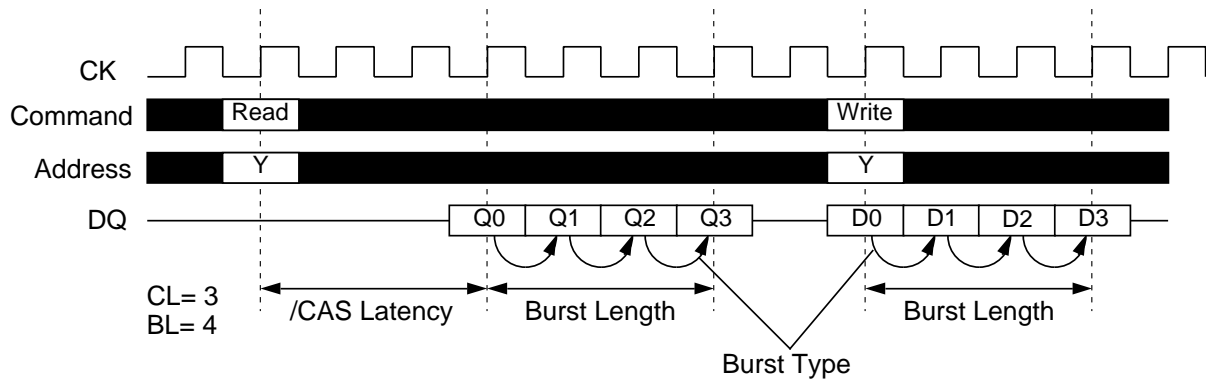 CK
Command Read Write
Address Y Y
DQ Q0 Q1 Q2 Q3 D0 D1 D2 D3
CL= 3
BL= 4
/CAS Latency Burst Length Burst Length
Burst Type